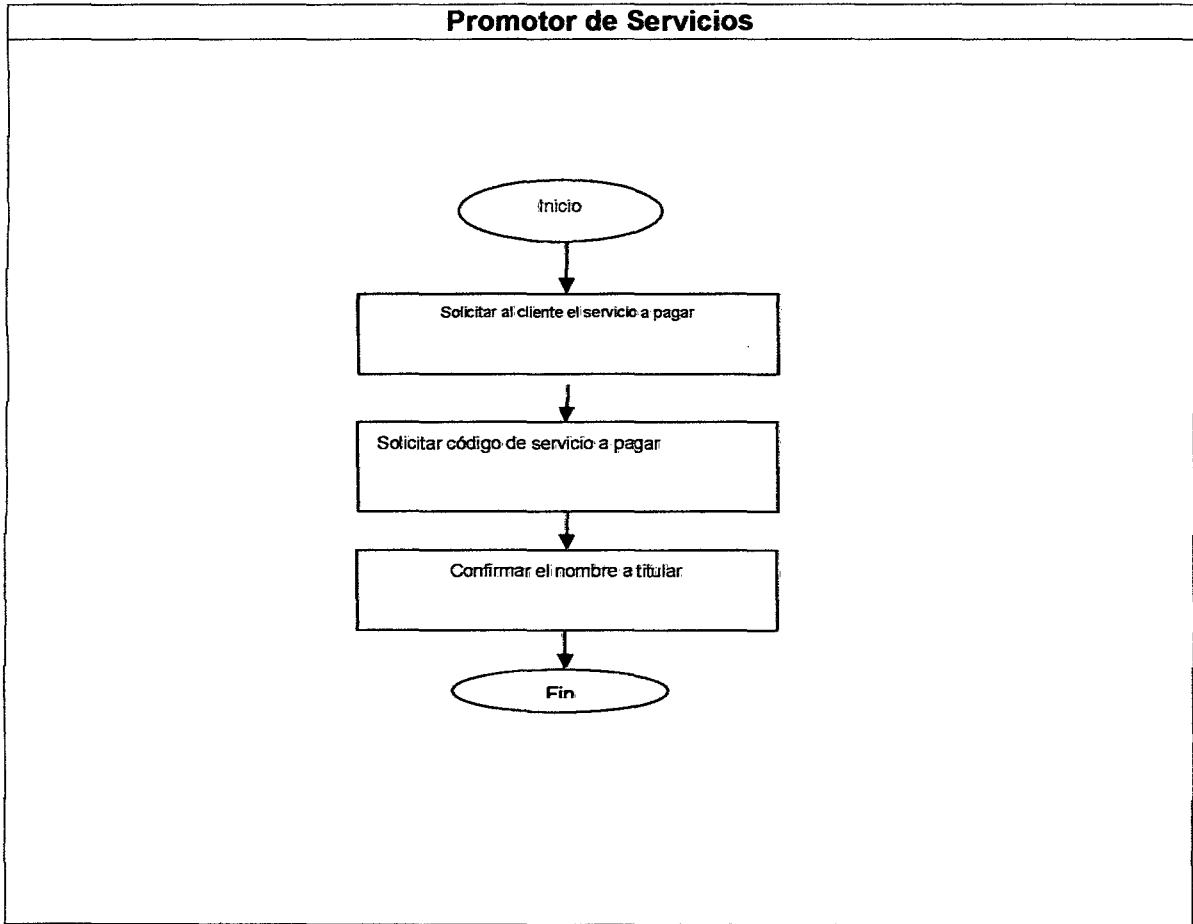 Promotor de Servicios
Inicio
Solicitar al cliente el servicio a pagar
Solicitar código de servicio a pagar
Confirmar el nombre a titular
Fin